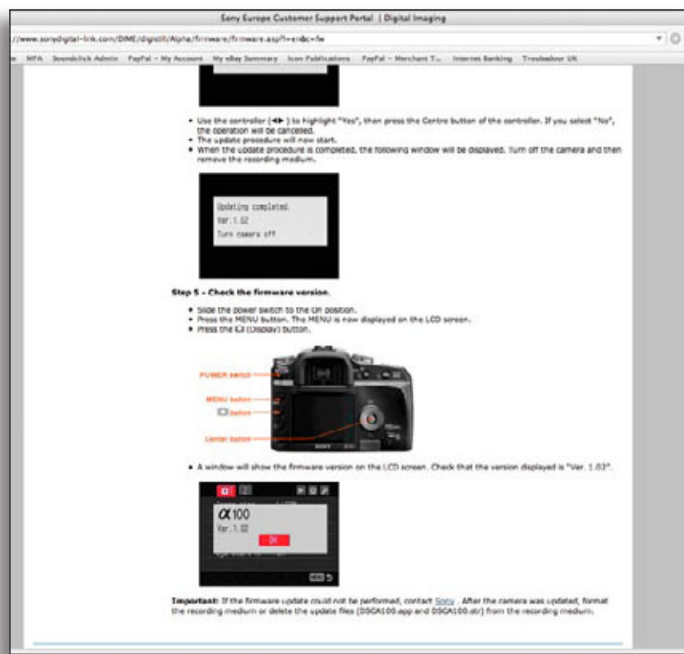 Sony Europe Customer Support Portal | Digital Imaging
//www.sonydigital-link.com/DIME/digistill/Alpha/firmware/firmware.asp?l=en&c=fw
MPA Soundclick Admin PayPal - My Account My eBay Summary Icon Publications PayPal - Merchant T... Internet Banking Troubadour UK
• Use the controller (◄►) to highlight "Yes", then press the Centre button of the controller. If you select "No",
the operation will be cancelled.
• The update procedure will now start.
• When the update procedure is completed, the following window will be displayed. Turn off the camera and then
remove the recording medium.
Updating completed.
Ver.1.02
Turn camera off.
Step 5 - Check the firmware version.
• Slide the power switch to the On position.
• Press the MENU button. The MENU is now displayed on the LCD screen.
• Press the (Display) button.
POWER switch
MENU button
button
Center button
SONY
• A window will show the firmware version on the LCD screen. Check that the version displayed is "Ver. 1.02".
α100
Ver.1.02
OK
MENU
Important: If the firmware update could not be performed, contact Sony . After the camera was updated, format
the recording medium or delete the update files (DSCA100.app and DSCA100.str) from the recording medium.